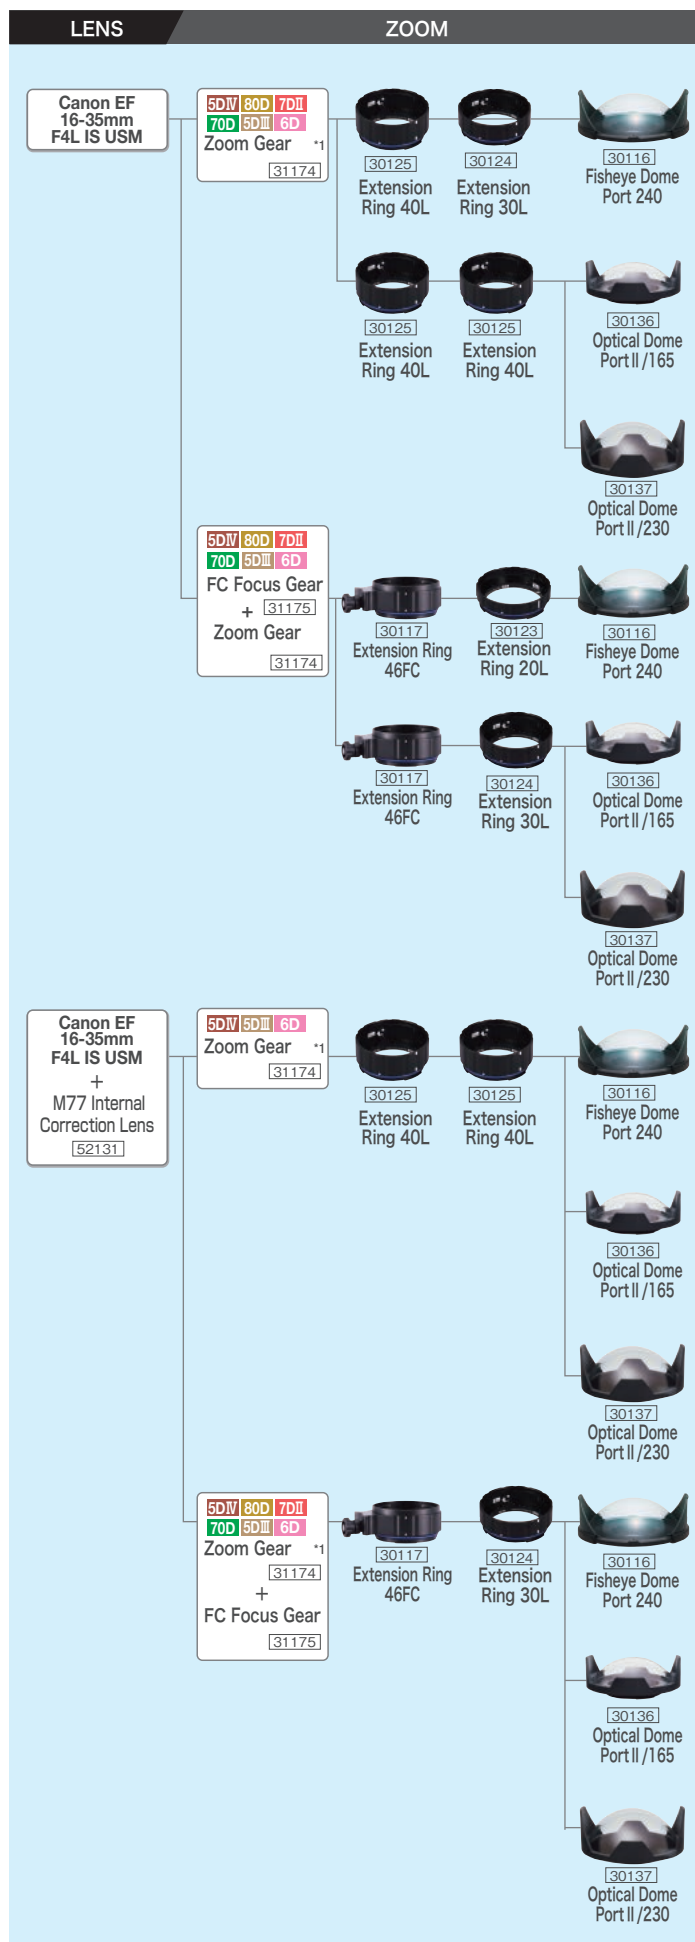 LENS
ZOOM
Canon EF
16-35mm
F4L IS USM
5DⅣ 80D 7DⅡ
70D 5DⅢ 6D
Zoom Gear *1
31174
30125
Extension
Ring 40L
30124
Extension
Ring 30L
30116
Fisheye Dome
Port 240
30125
Extension
Ring 40L
30125
Extension
Ring 40L
30136
Optical Dome
Port II /165
30137
Optical Dome
Port II /230
5DⅣ 80D 7DⅡ
70D 5DⅢ 6D
FC Focus Gear
+ 31175
Zoom Gear
31174
30117
Extension Ring
46FC
30123
Extension
Ring 20L
30116
Fisheye Dome
Port 240
30117
Extension Ring
46FC
30124
Extension
Ring 30L
30136
Optical Dome
Port II /165
30137
Optical Dome
Port II /230
Canon EF
16-35mm
F4L IS USM
+
M77 Internal
Correction Lens
52131
5DⅣ 5DⅢ 6D
Zoom Gear *1
31174
30125
Extension
Ring 40L
30125
Extension
Ring 40L
30116
Fisheye Dome
Port 240
30136
Optical Dome
Port II /165
30137
Optical Dome
Port II /230
5DⅣ 80D 7DⅡ
70D 5DⅢ 6D
Zoom Gear *1
31174
+
FC Focus Gear
31175
30117
Extension Ring
46FC
30124
Extension
Ring 30L
30116
Fisheye Dome
Port 240
30136
Optical Dome
Port II /165
30137
Optical Dome
Port II /230